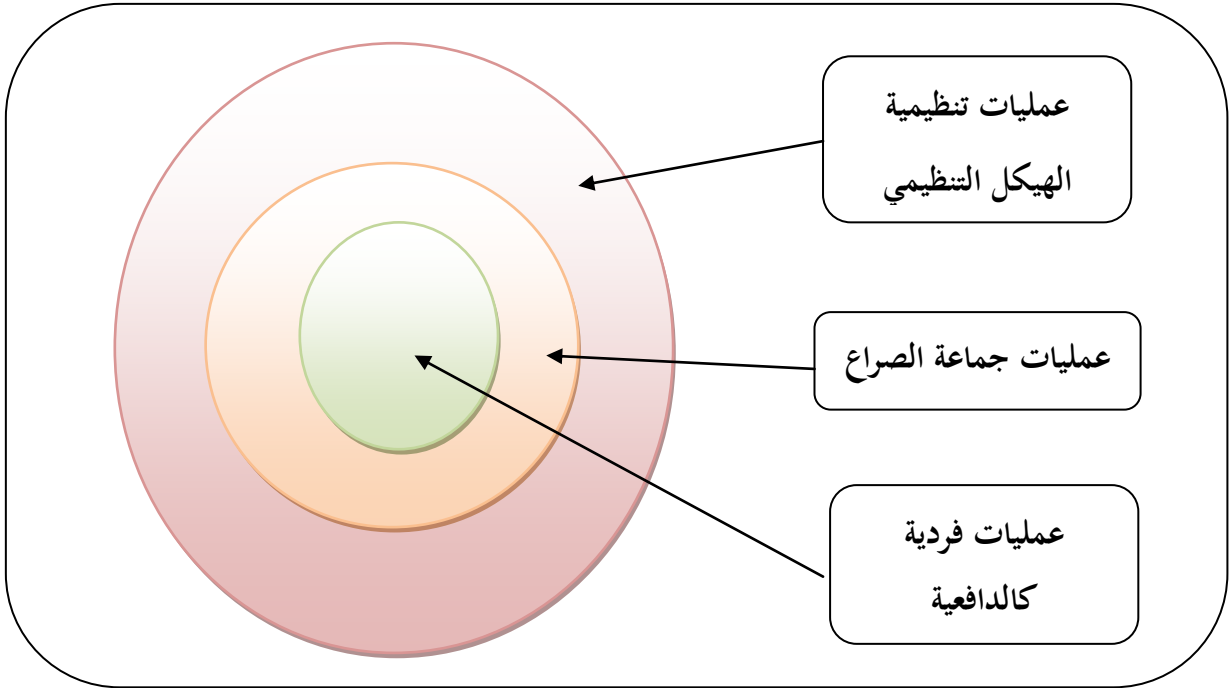 عمليات تنظيمية
الهيكل التنظيمي
عمليات جماعة الصراع
عمليات فردية
كالدافعية